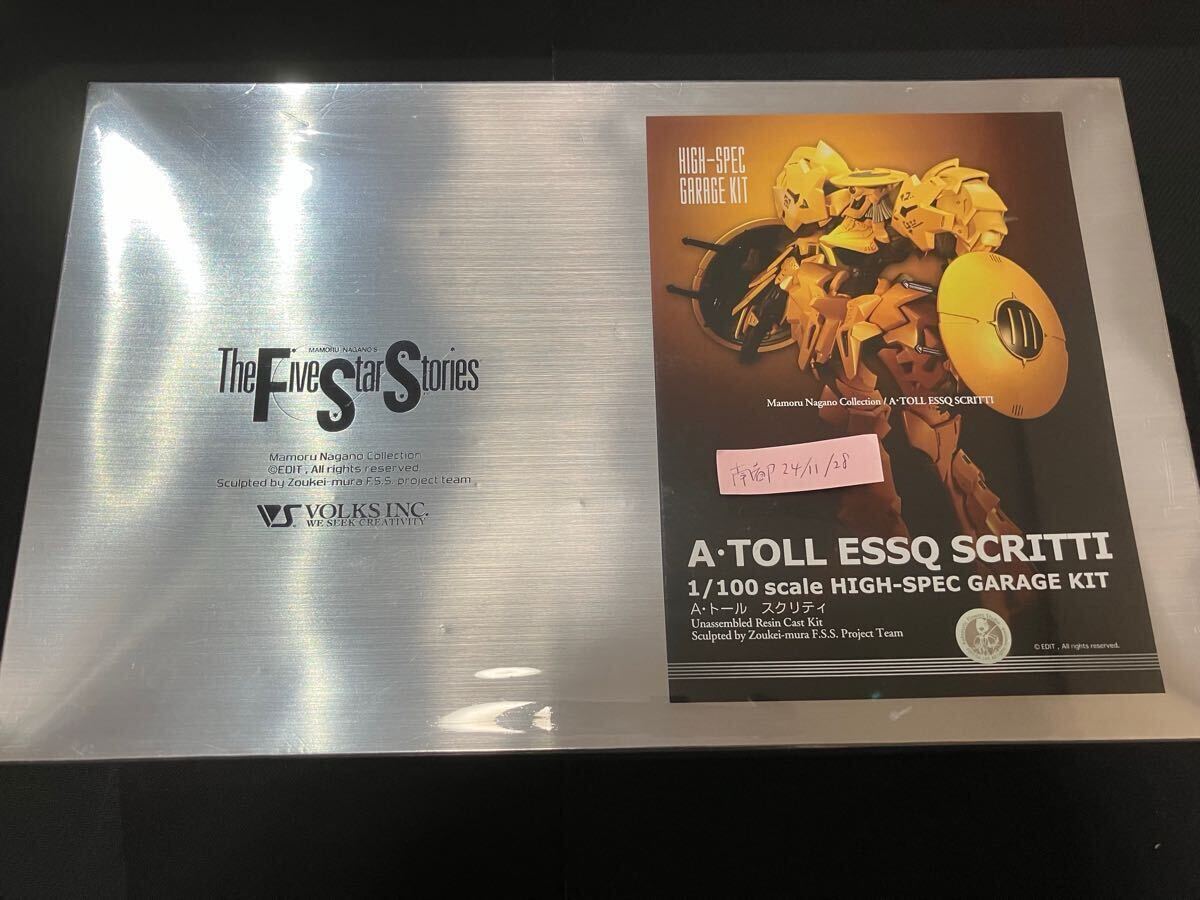 MAMORU NAGANO'S
The Five Star Stories
Mamoru Nagano Collection
©EDIT , All rights reserved.
Sculpted by Zoukei-mura F.S.S. project team
VS VOLKS INC.
WE SEEK CREATIVITY
HIGH-SPEC
GARAGE KIT
Mamoru Nagano Collection / A·TOLL ESSQ SCRITTI
南部 24/11/28
A·TOLL ESSQ SCRITTI
1/100 scale HIGH-SPEC GARAGE KIT
A・トール スクリティ
Unassembled Resin Cast Kit
Sculpted by Zoukei-mura F.S.S. Project Team
© EDIT , All rights reserved.